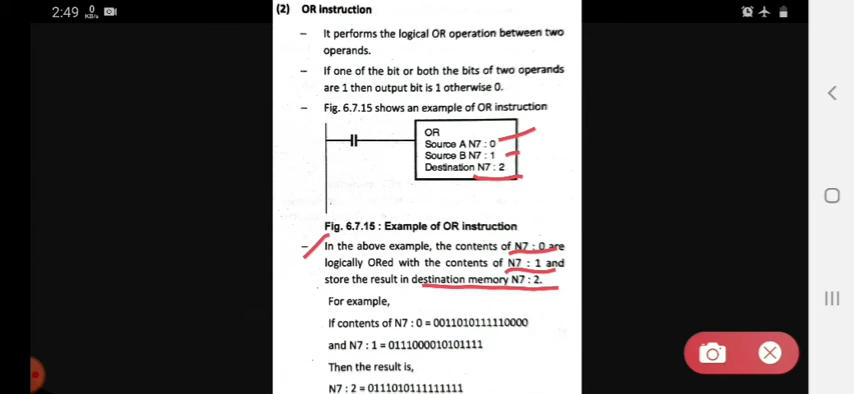 2:49 0 KB/s
(2) OR instruction
– It performs the logical OR operation between two
operands.
– If one of the bit or both the bits of two operands
are 1 then output bit is 1 otherwise 0.
– Fig. 6.7.15 shows an example of OR instruction
OR
Source A N7 : 0
Source B N7 : 1
Destination N7 : 2
Fig. 6.7.15 : Example of OR instruction
– In the above example, the contents of N7 : 0 are
logically ORed with the contents of N7 : 1 and
store the result in destination memory N7 : 2.
For example,
If contents of N7 : 0 = 0011010111110000
and N7 : 1 = 0111000010101111
Then the result is,
N7 : 2 = 0111010111111111